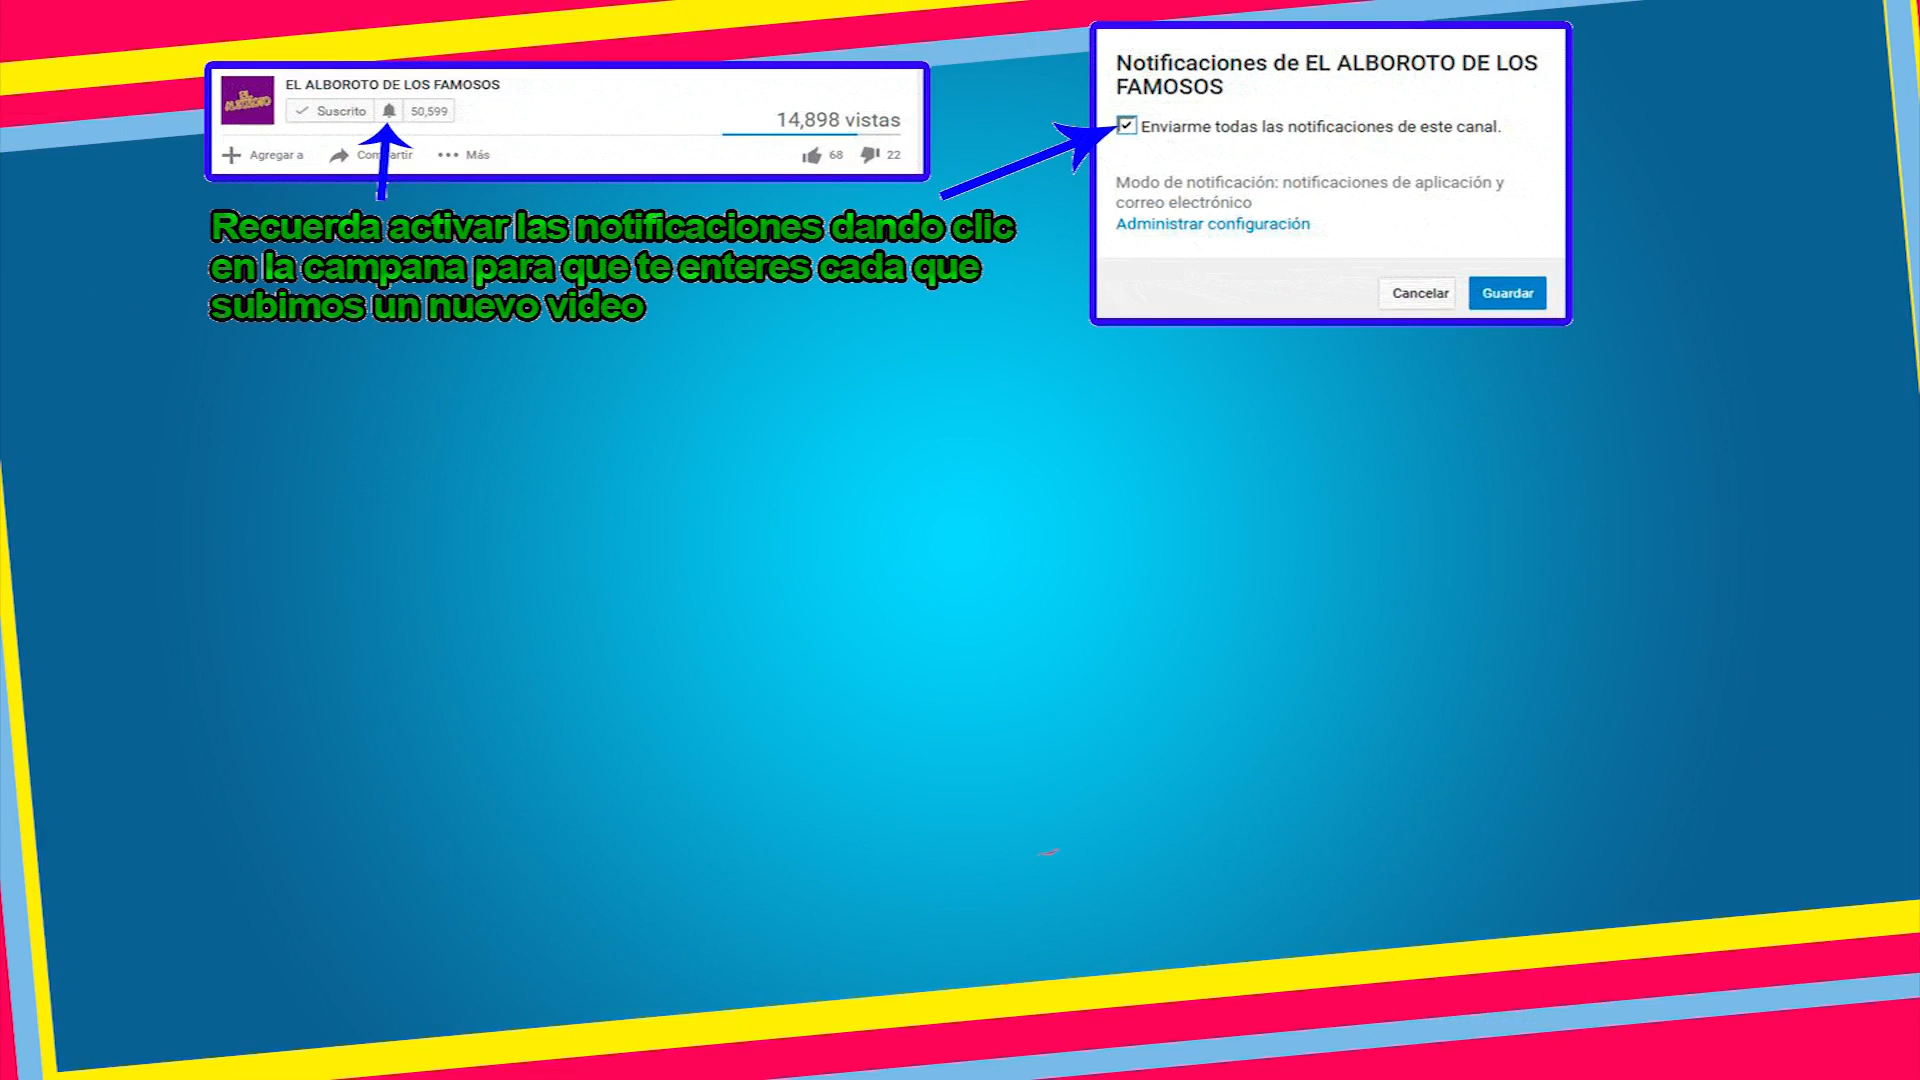 EL ALBOROTO DE LOS FAMOSOS
EL
ALBOROTO
Suscrito 50,599
14,898 vistas
Agregar a Compartir Más 68 22
Recuerda activar las notificaciones dando clic
en la campana para que te enteres cada que
subimos un nuevo video
Notificaciones de EL ALBOROTO DE LOS
FAMOSOS
Enviarme todas las notificaciones de este canal.
Modo de notificación: notificaciones de aplicación y
correo electrónico
Administrar configuración
Cancelar Guardar